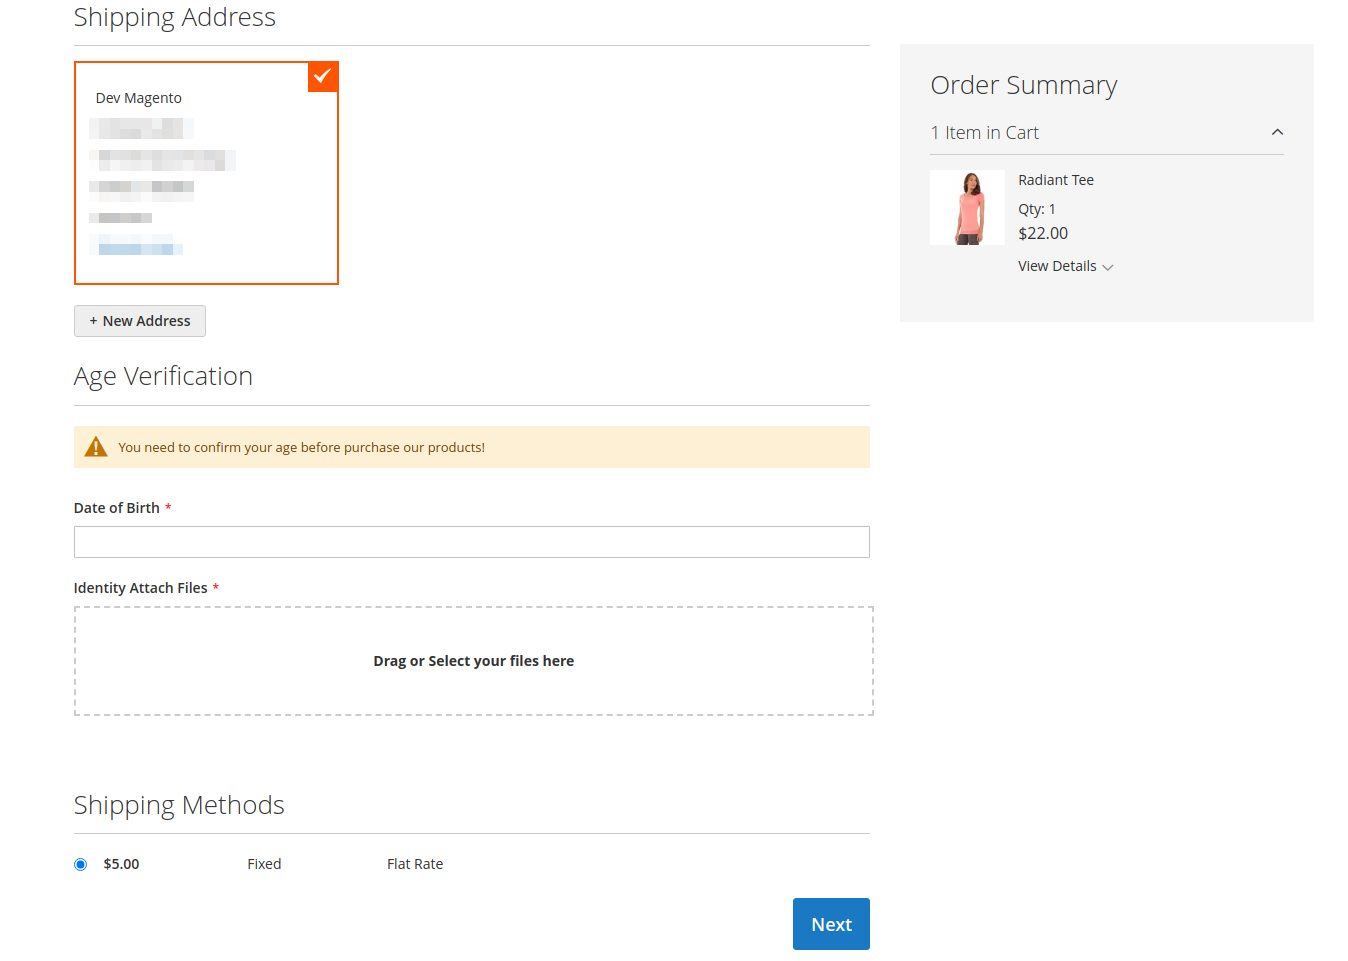 Shipping Address
Dev Magento
+ New Address
Age Verification
You need to confirm your age before purchase our products!
Date of Birth *
Identity Attach Files *
Drag or Select your files here
Shipping Methods
$5.00 Fixed Flat Rate
Next
Order Summary
1 Item in Cart
Radiant Tee
Qty: 1
$22.00
View Details